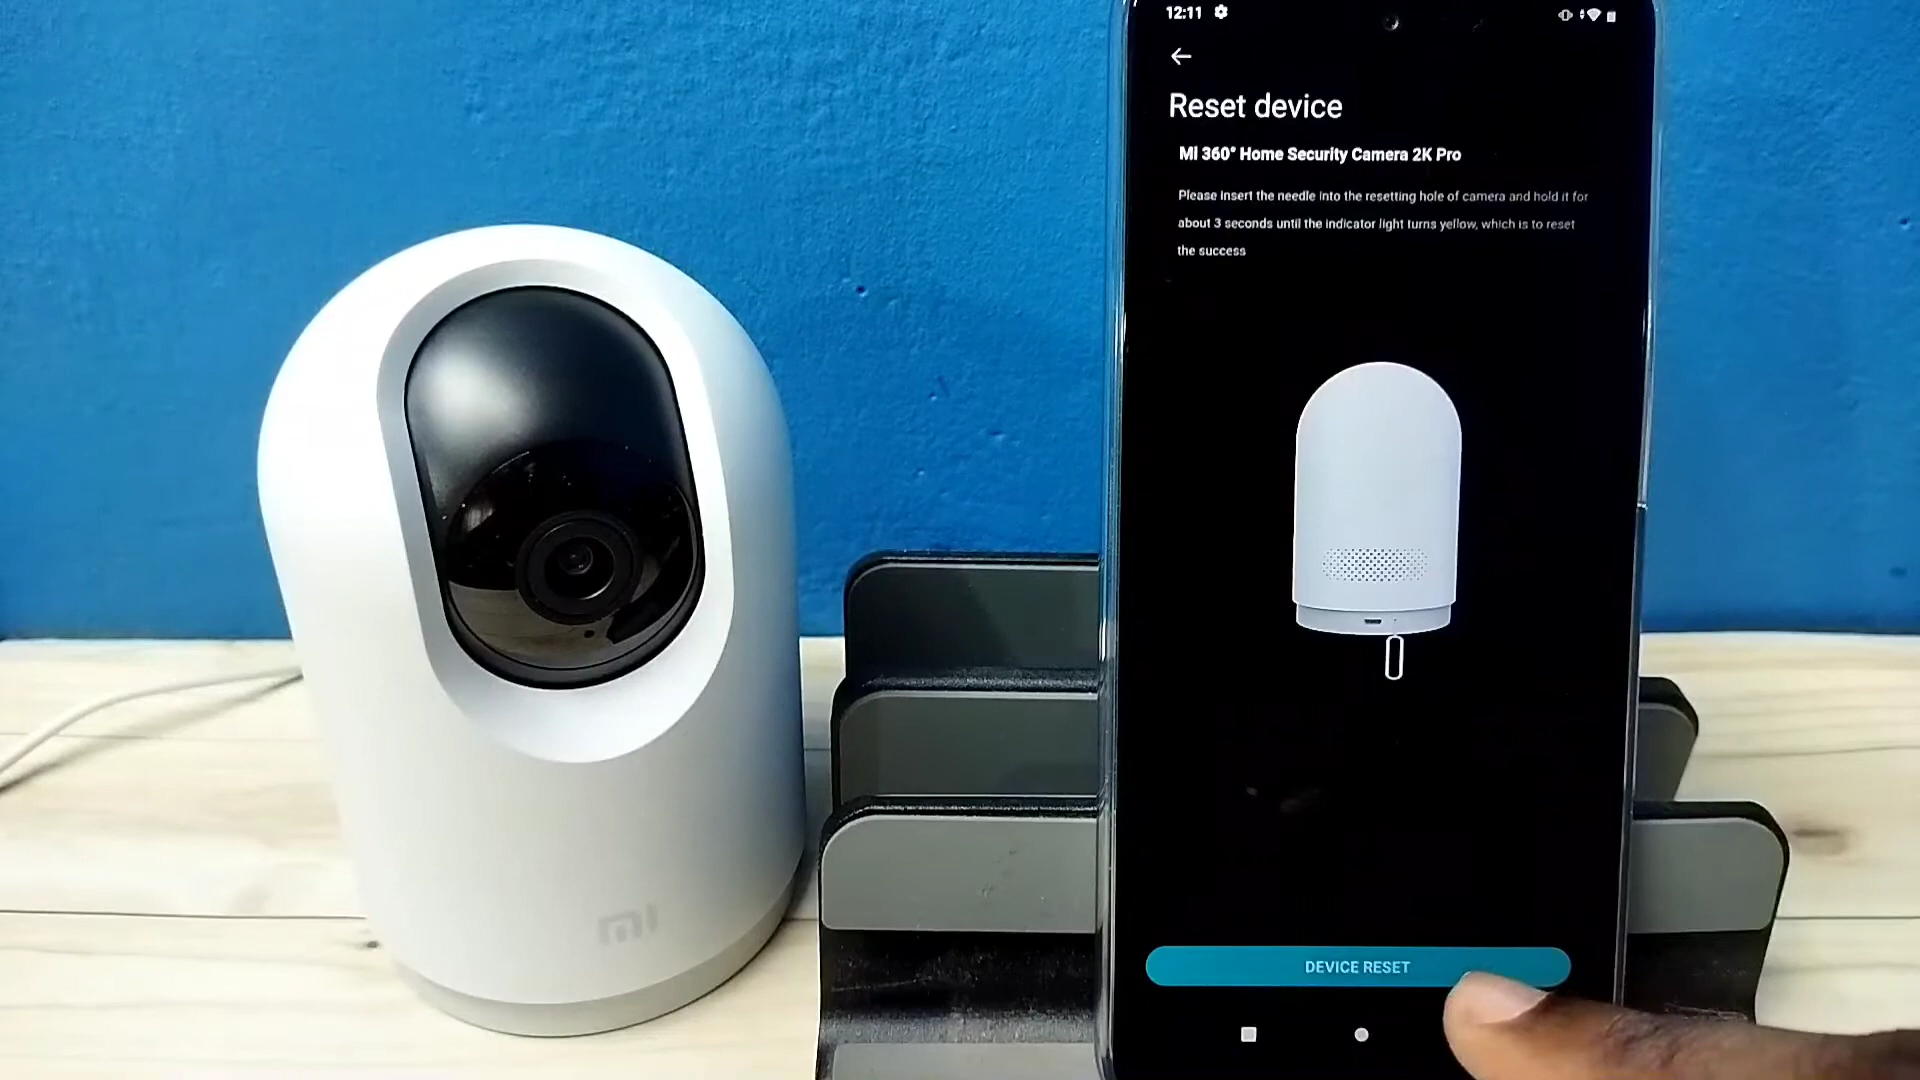 12:11
Reset device
Mi 360° Home Security Camera 2K Pro
Please insert the needle into the resetting hole of camera and hold it for
about 3 seconds until the indicator light turns yellow, which is to reset
the success
DEVICE RESET
mi